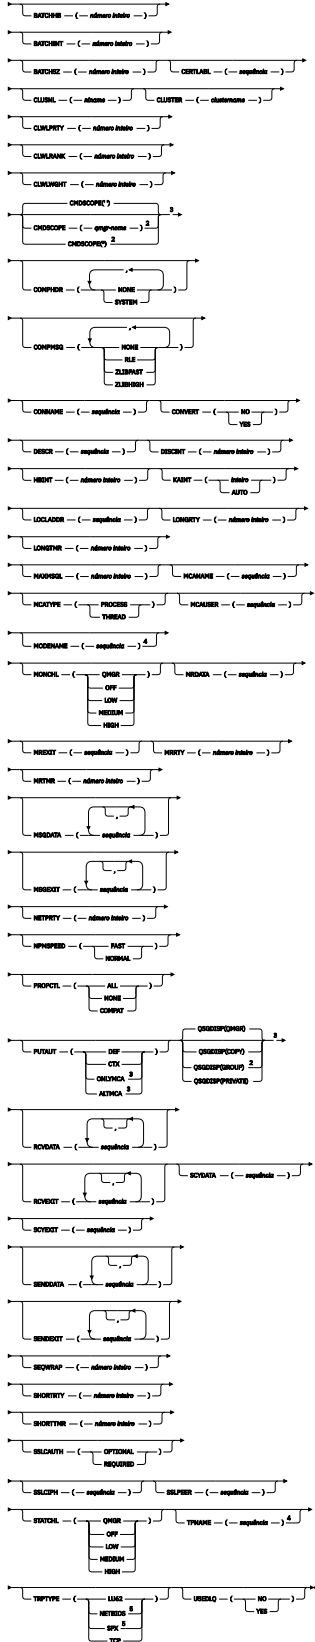 BATCHHB — ( — número inteiro — )
BATCHINT — ( — número inteiro — )
BATCHSZ — ( — número inteiro — ) CERTLABL — ( — sequência — )
CLUSNL — ( — nlname — ) CLUSTER — ( — clustername — )
CLWLPRTY — ( — número inteiro — )
CLWLRANK — ( — número inteiro — )
CLWLWGHT — ( — número inteiro — )
CMDSCOPE(' ')
3
CMDSCOPE — ( — qmgr-name — ) 2
CMDSCOPE(*) 2
,
COMPHDR — ( NONE )
SYSTEM
,
COMPMSG — ( NONE )
RLE
ZLIBFAST
ZLIBHIGH
CONNAME — ( — sequência — ) CONVERT — ( NO )
YES
DESCR — ( — sequência — ) DISCINT — ( — número inteiro — )
HBINT — ( — número inteiro — ) KAINT — ( inteiro )
AUTO
LOCLADDR — ( — sequência — ) LONGRTY — ( — número inteiro — )
LONGTMR — ( — número inteiro — )
MAXMSGL — ( — número inteiro — ) MCANAME — ( — sequência — )
MCATYPE — ( PROCESS ) MCAUSER — ( — sequência — )
THREAD
MODENAME — ( — sequência — ) 4
MONCHL — ( QMGR ) MRDATA — ( — sequência — )
OFF
LOW
MEDIUM
HIGH
MREXIT — ( — sequência — ) MRRTY — ( — número inteiro — )
MRTMR — ( — número inteiro — )
,
MSGDATA — ( sequência )
,
MSGEXIT — ( sequência )
NETPRTY — ( — número inteiro — )
NPMSPEED — ( FAST )
NORMAL
PROPCTL — ( ALL )
NONE
COMPAT
QSGDISP(QMGR)
3
PUTAUT — ( DEF ) QSGDISP(COPY)
CTX QSGDISP(GROUP) 2
ONLYMCA 3 QSGDISP(PRIVATE)
ALTMCA 3
,
RCVDATA — ( sequência )
,
RCVEXIT — ( sequência ) SCYDATA — ( — sequência — )
SCYEXIT — ( — sequência — )
,
SENDDATA — ( sequência )
,
SENDEXIT — ( sequência )
SEQWRAP — ( — número inteiro — )
SHORTRTY — ( — número inteiro — )
SHORTTMR — ( — número inteiro — )
SSLCAUTH — ( OPTIONAL )
REQUIRED
SSLCIPH — ( — sequência — ) SSLPEER — ( — sequência — )
STATCHL — ( QMGR ) TPNAME — ( — sequência — ) 4
OFF
LOW
MEDIUM
HIGH
TRPTYPE — ( LU62 ) USEDLQ — ( NO )
NETBIOS 5 YES
SPX 5
TCP